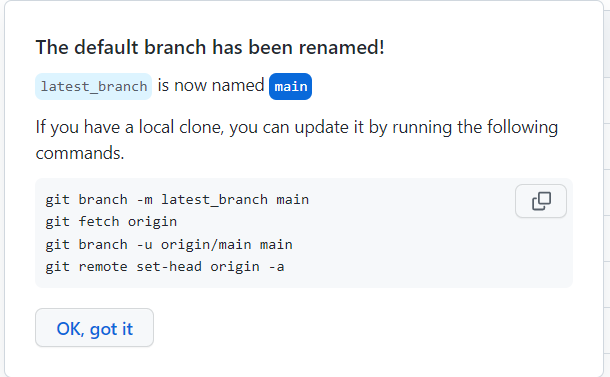 The default branch has been renamed!
latest_branch is now named main
If you have a local clone, you can update it by running the following
commands.
git branch -m latest_branch main
git fetch origin
git branch -u origin/main main
git remote set-head origin -a
OK, got it